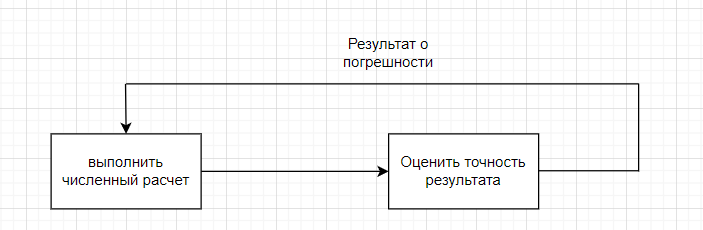 Результат о
погрешности
выполнить
численный расчет
Оценить точность
результата